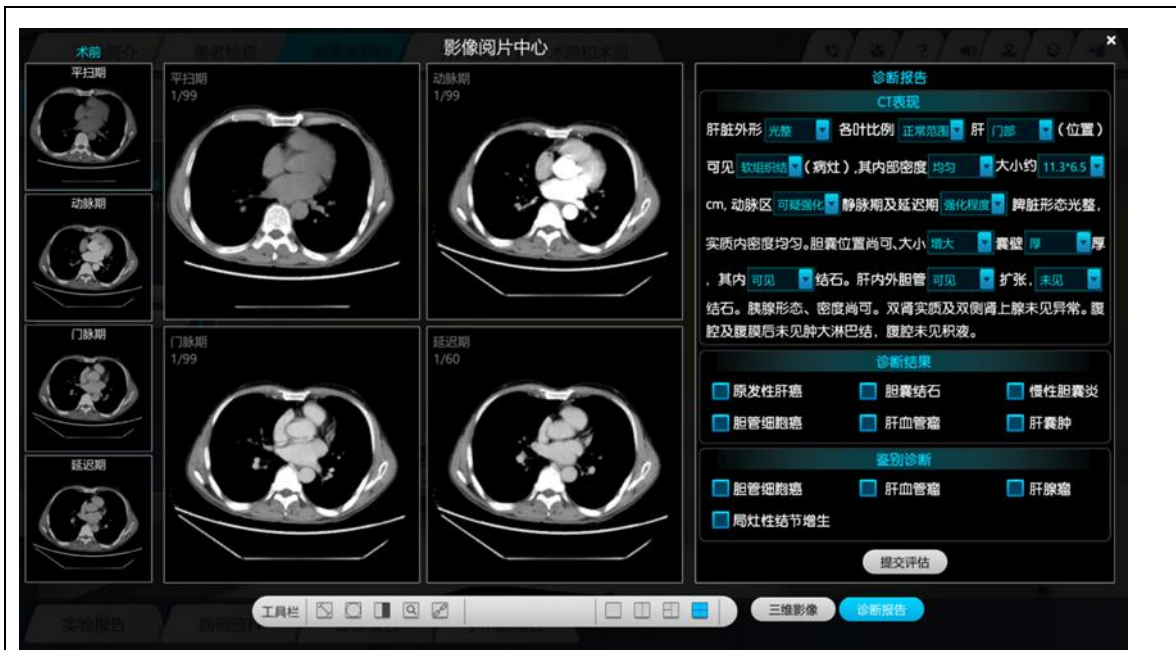 影像阅片中心
术前
平扫期
动脉期
门脉期
延迟期
平扫期
1/99
动脉期
1/99
门脉期
1/99
延迟期
1/60
诊断报告
CT表现
肝脏外形 光整 各叶比例 正常范围 肝 门部 (位置)
可见 软组织结 (病灶),其内部密度 均匀 大小约 11.3*6.5
cm, 动脉区 可疑强化 静脉期及延迟期 强化程度 脾脏形态光整,
实质内密度均匀。胆囊位置尚可、大小 增大 囊壁 厚 厚
, 其内 可见 结石。肝内外胆管 可见 扩张, 未见
结石。胰腺形态、密度尚可。双肾实质及双侧肾上腺未见异常。腹
腔及腹膜后未见肿大淋巴结, 腹腔未见积液。
诊断结果
原发性肝癌 胆囊结石 慢性胆囊炎
胆管细胞癌 肝血管瘤 肝囊肿
鉴别诊断
胆管细胞癌 肝血管瘤 肝腺瘤
局灶性结节增生
提交评估
工具栏
三维影像
诊断报告
实验报告